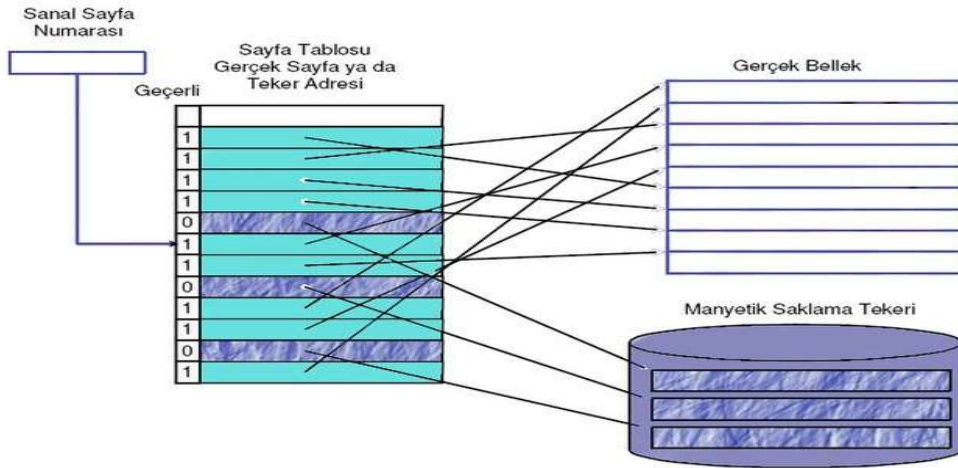 Sanal Sayfa
Numarası
Sayfa Tablosu
Gerçek Sayfa ya da
Teker Adresi
Geçerli
Gerçek Bellek
1
1
1
1
0
1
1
0
1
1
0
1
Manyetik Saklama Tekeri